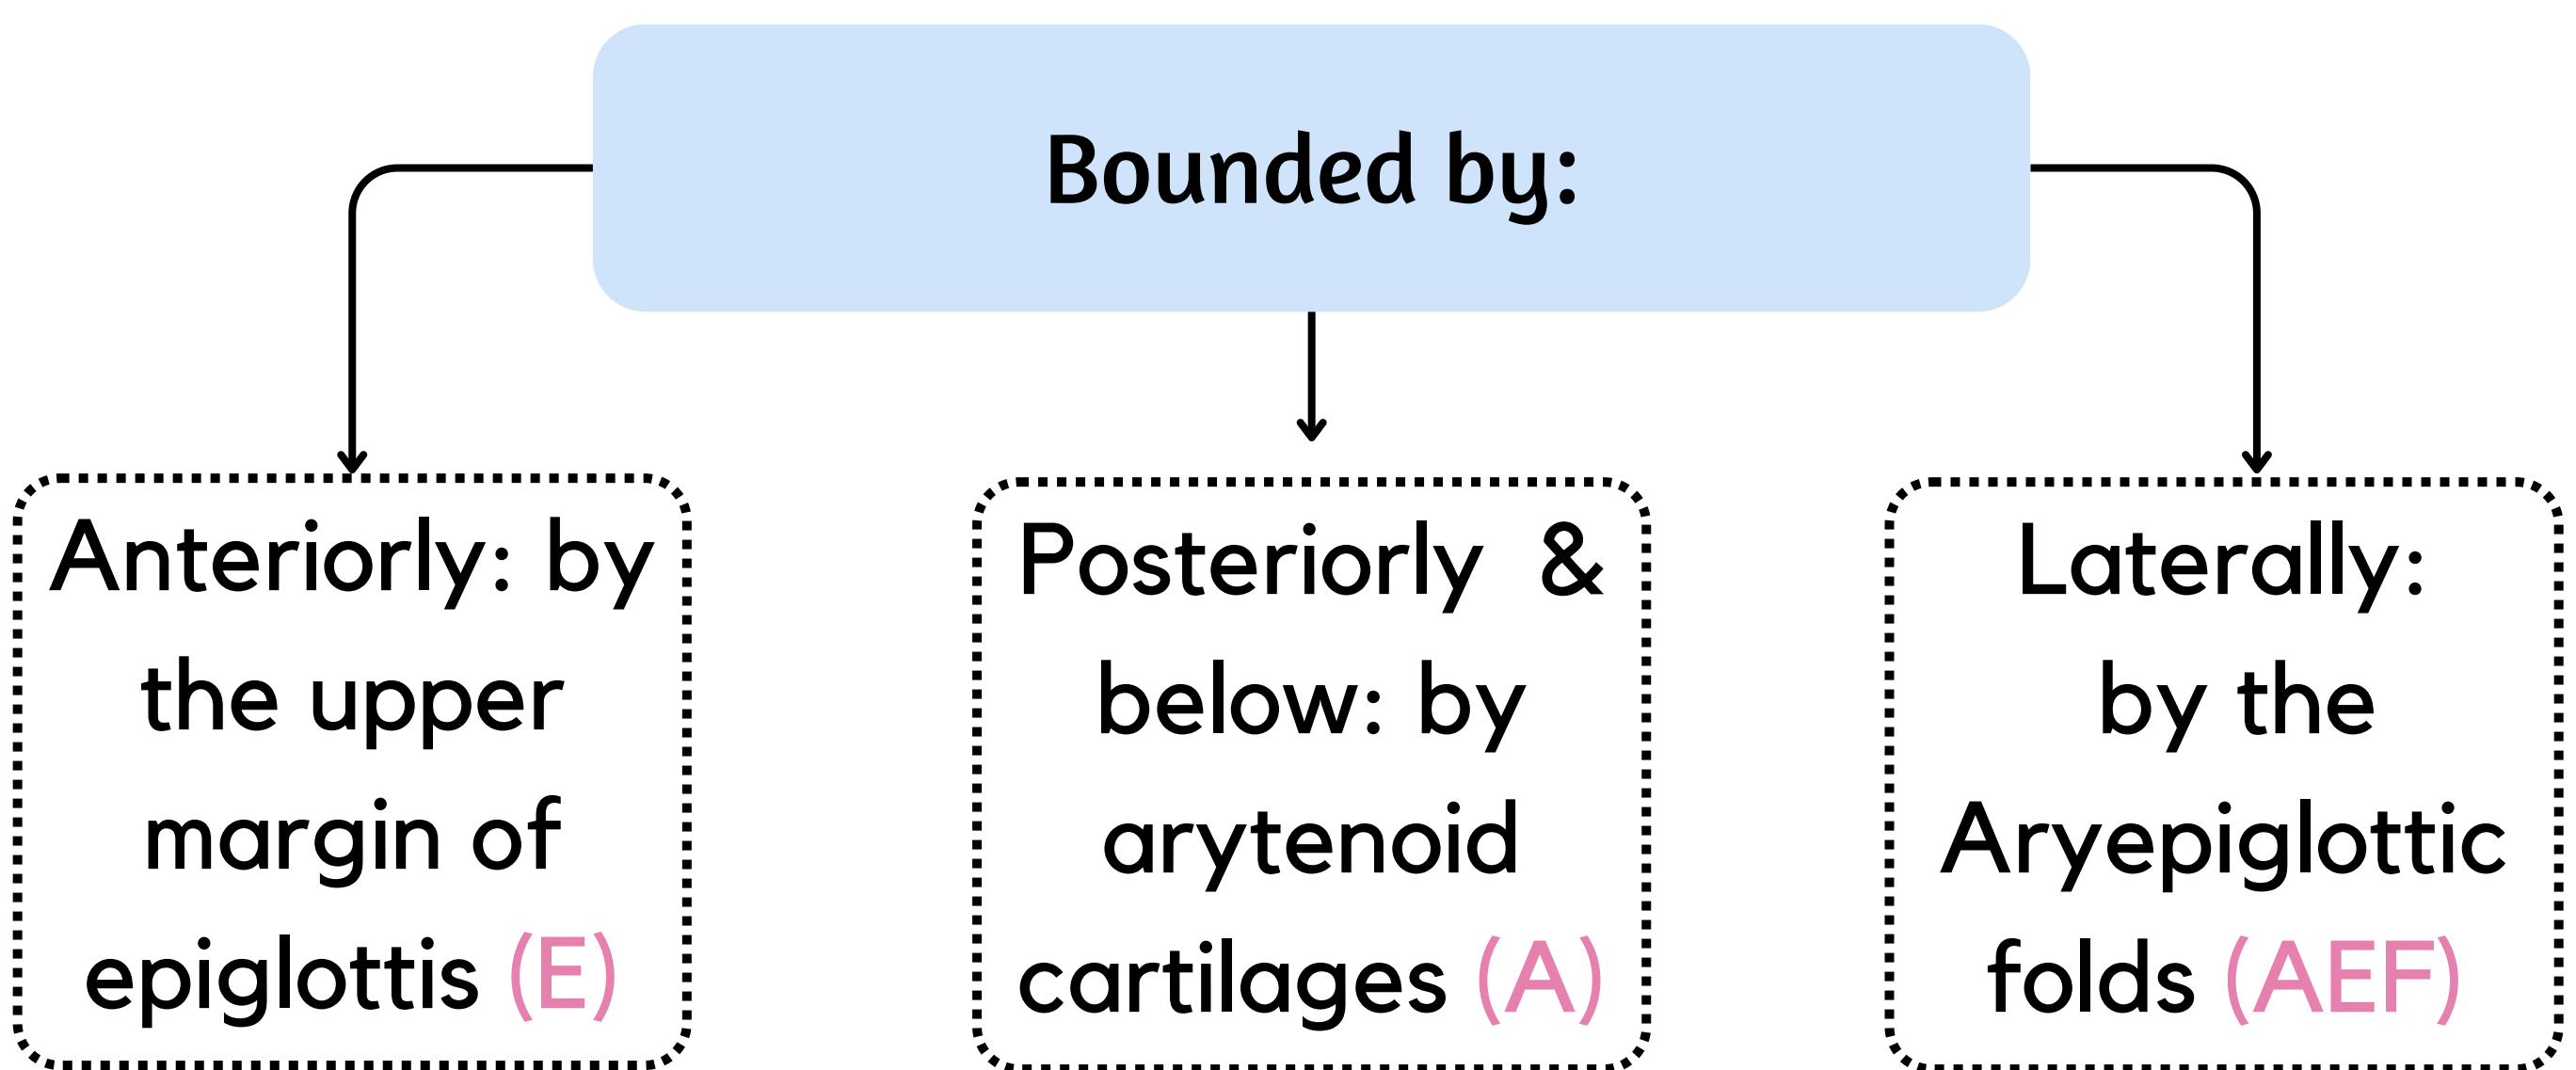 Bounded by:
Anteriorly: by
the upper
margin of
epiglottis (E)
Posteriorly &
below: by
arytenoid
cartilages (A)
Laterally:
by the
Aryepiglottic
folds (AEF)